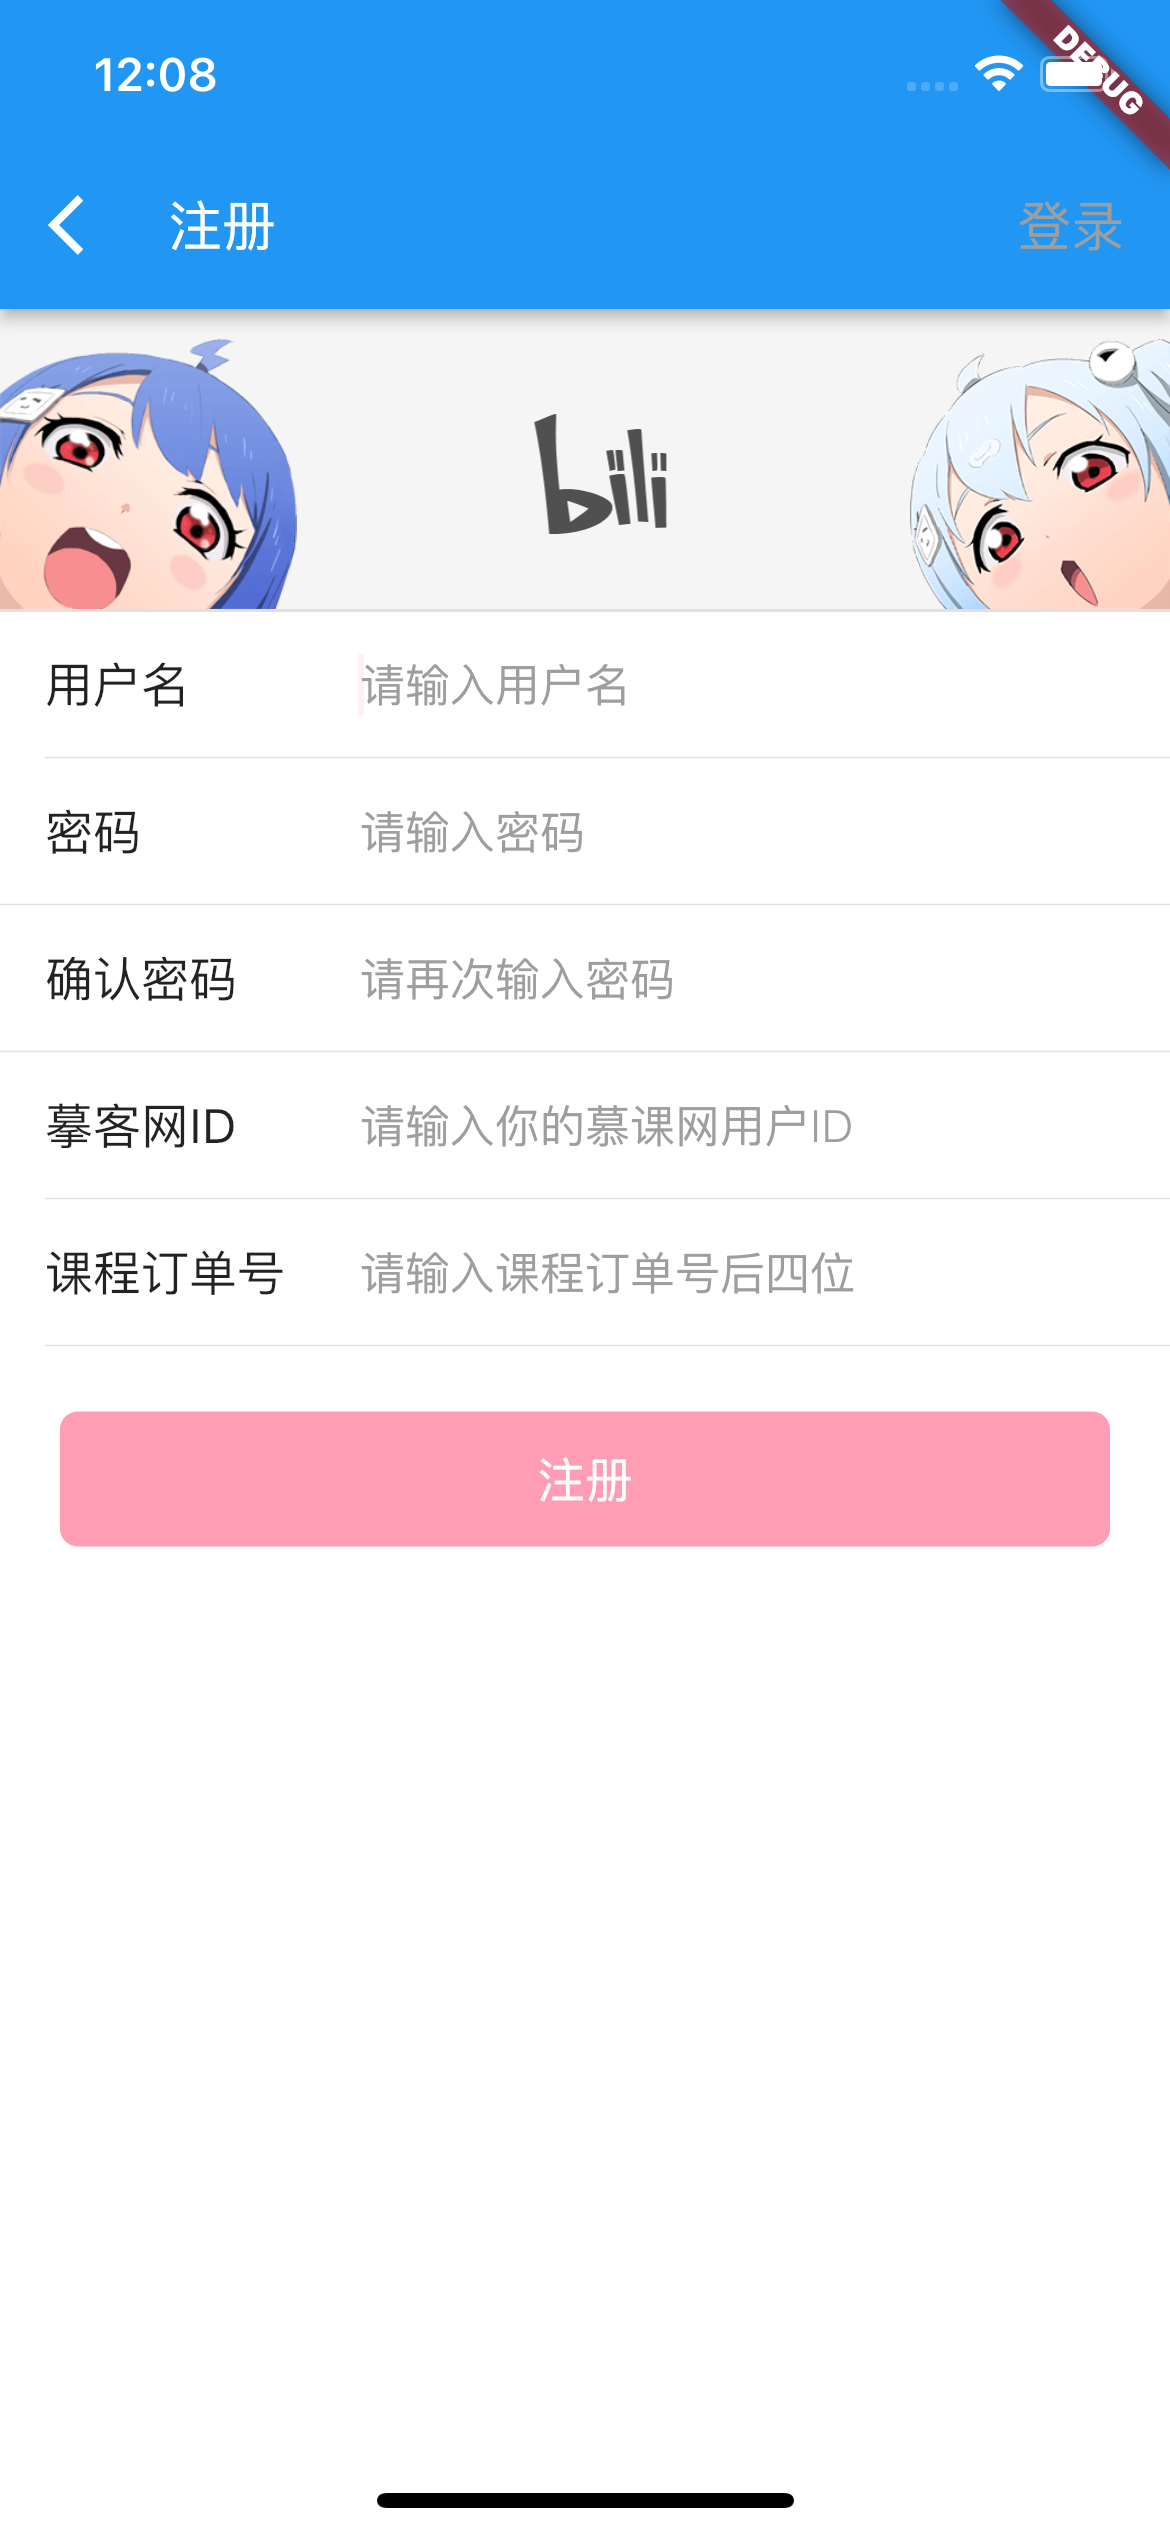 12:08
DEBUG
注册
登录
bili
用户名 请输入用户名
密码 请输入密码
确认密码 请再次输入密码
摹客网ID 请输入你的慕课网用户ID
课程订单号 请输入课程订单号后四位
注册